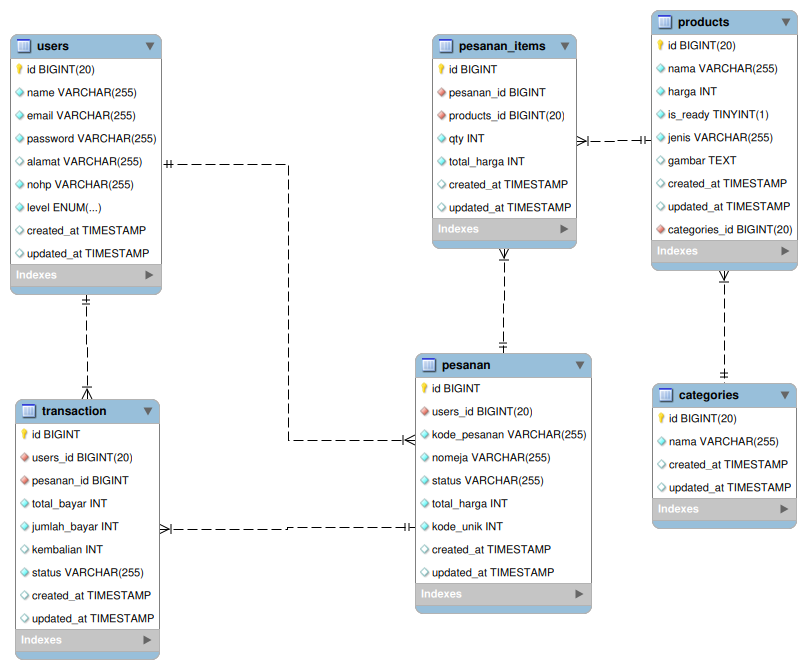 users
id BIGINT(20)
name VARCHAR(255)
email VARCHAR(255)
password VARCHAR(255)
alamat VARCHAR(255)
nohp VARCHAR(255)
level ENUM(...)
created_at TIMESTAMP
updated_at TIMESTAMP
Indexes
pesanan_items
id BIGINT
pesanan_id BIGINT
products_id BIGINT(20)
qty INT
total_harga INT
created_at TIMESTAMP
updated_at TIMESTAMP
Indexes
products
id BIGINT(20)
nama VARCHAR(255)
harga INT
is_ready TINYINT(1)
jenis VARCHAR(255)
gambar TEXT
created_at TIMESTAMP
updated_at TIMESTAMP
categories_id BIGINT(20)
Indexes
transaction
id BIGINT
users_id BIGINT(20)
pesanan_id BIGINT
total_bayar INT
jumlah_bayar INT
kembalian INT
status VARCHAR(255)
created_at TIMESTAMP
updated_at TIMESTAMP
Indexes
pesanan
id BIGINT
users_id BIGINT(20)
kode_pesanan VARCHAR(255)
nomeja VARCHAR(255)
status VARCHAR(255)
total_harga INT
kode_unik INT
created_at TIMESTAMP
updated_at TIMESTAMP
Indexes
categories
id BIGINT(20)
nama VARCHAR(255)
created_at TIMESTAMP
updated_at TIMESTAMP
Indexes